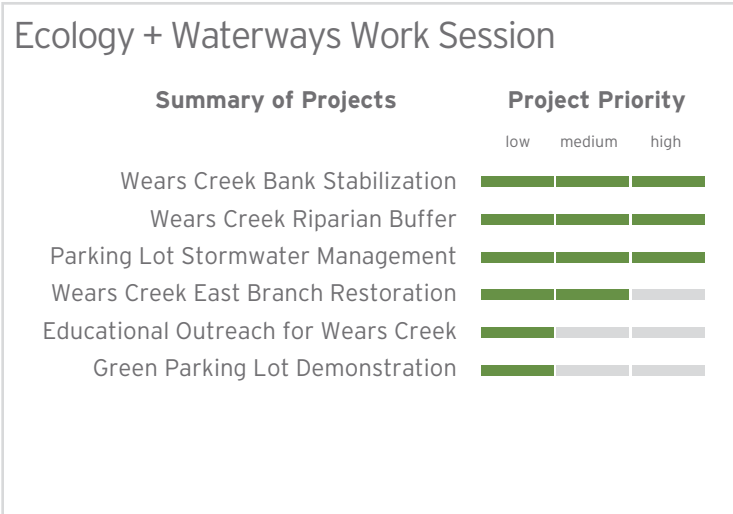 Ecology + Waterways Work Session
Summary of Projects Project Priority
low medium high
Wears Creek Bank Stabilization
Wears Creek Riparian Buffer
Parking Lot Stormwater Management
Wears Creek East Branch Restoration
Educational Outreach for Wears Creek
Green Parking Lot Demonstration